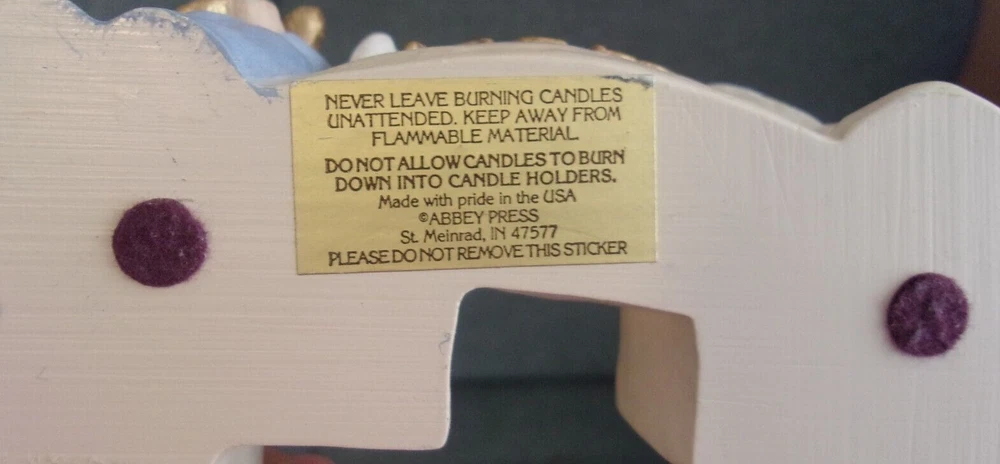 NEVER LEAVE BURNING CANDLES
UNATTENDED. KEEP AWAY FROM
FLAMMABLE MATERIAL.
DO NOT ALLOW CANDLES TO BURN
DOWN INTO CANDLE HOLDERS.
Made with pride in the USA
©ABBEY PRESS
St. Meinrad, IN 47577
PLEASE DO NOT REMOVE THIS STICKER